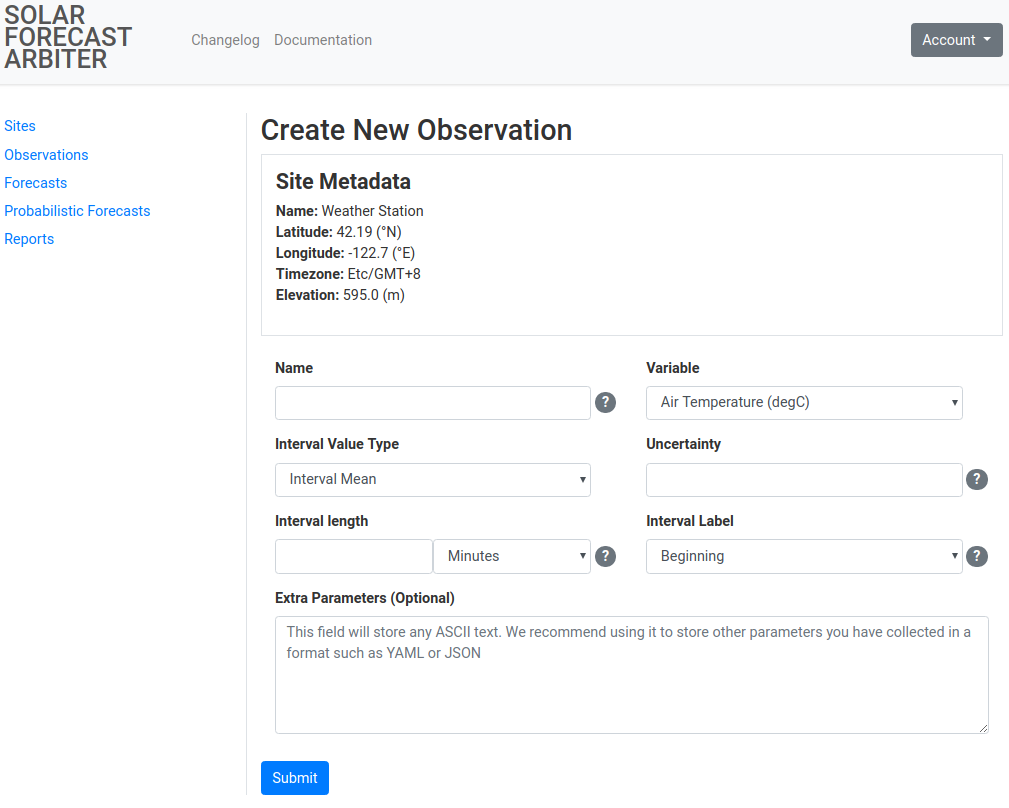 SOLAR
FORECAST
ARBITER
Changelog Documentation
Account
Sites
Observations
Forecasts
Probabilistic Forecasts
Reports
Create New Observation
Site Metadata
Name: Weather Station
Latitude: 42.19 (°N)
Longitude: -122.7 (°E)
Timezone: Etc/GMT+8
Elevation: 595.0 (m)
Name
?
Variable
Air Temperature (degC)
Interval Value Type
Interval Mean
Uncertainty
?
Interval length
Minutes
?
Interval Label
Beginning
?
Extra Parameters (Optional)
This field will store any ASCII text. We recommend using it to store other parameters you have collected in a
format such as YAML or JSON
Submit